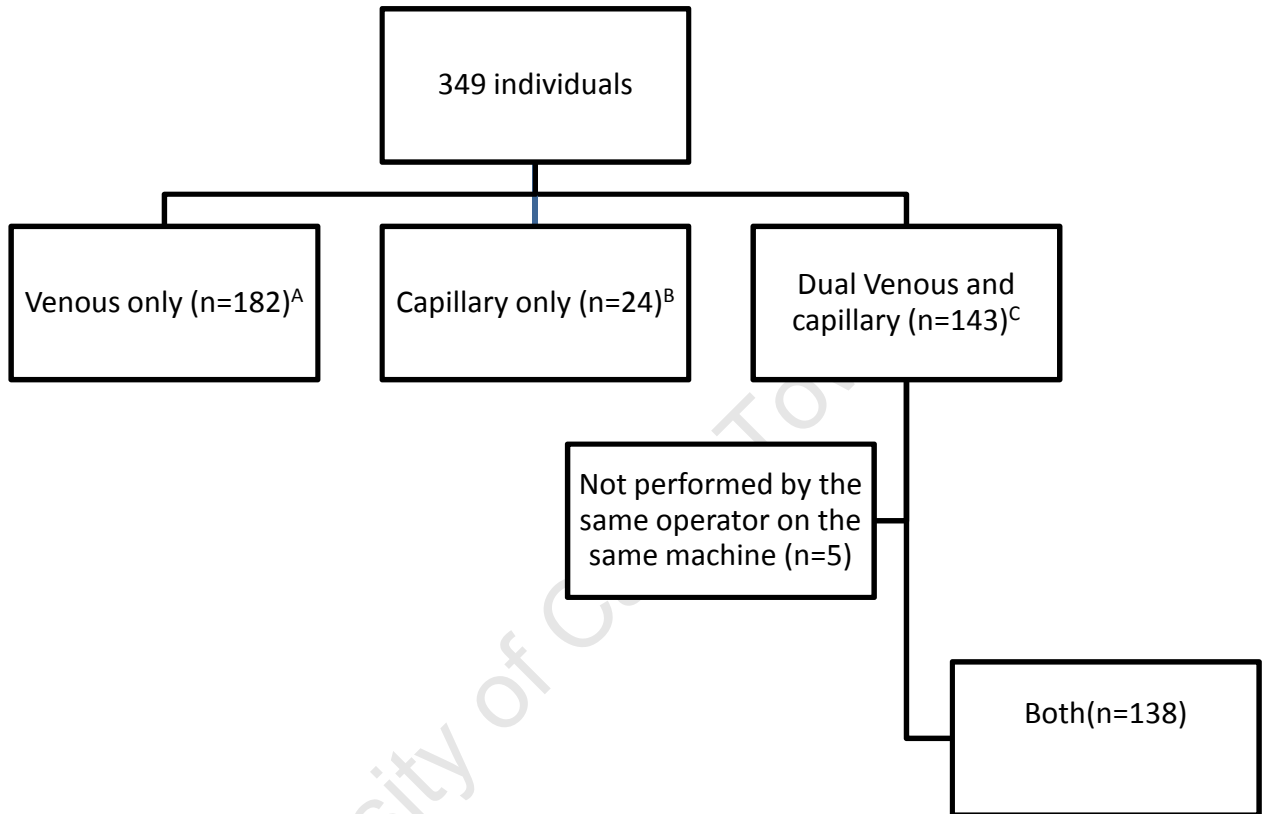 349 individuals
Venous only (n=182)A
Capillary only (n=24)B
Dual Venous and
capillary (n=143)C
Not performed by the
same operator on the
same machine (n=5)
Both(n=138)